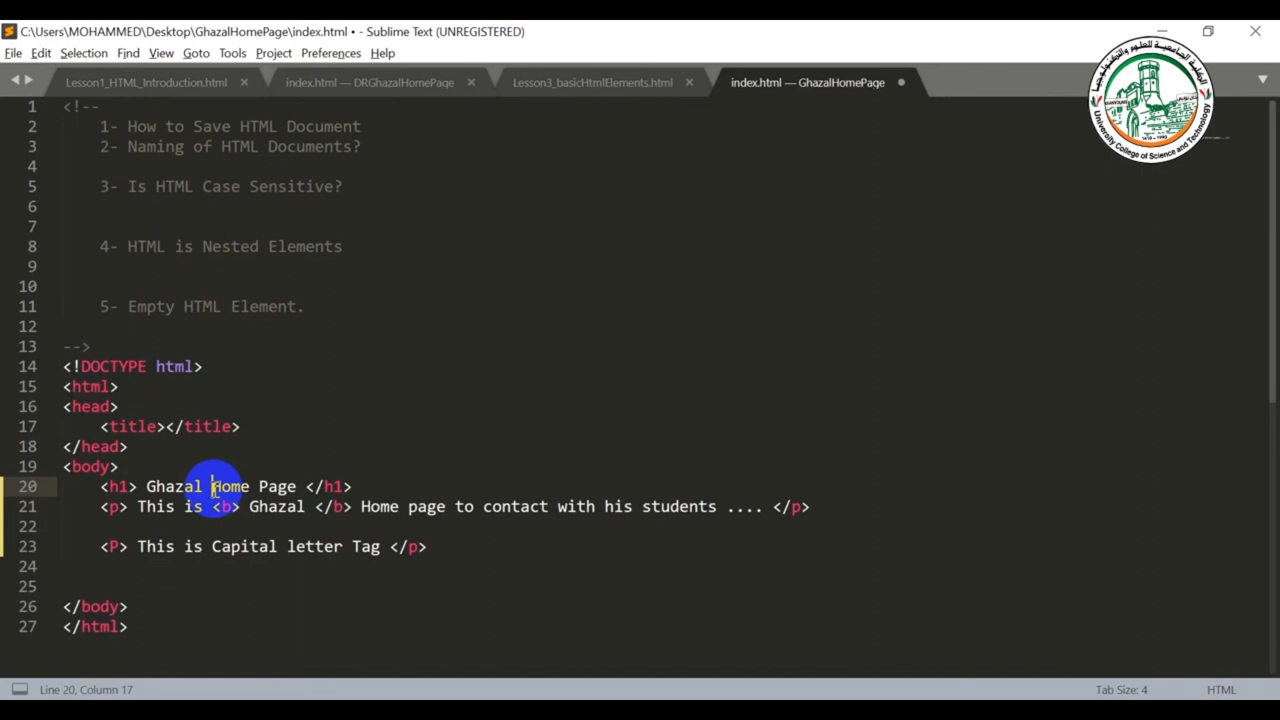 C:\Users\MOHAMMED\Desktop\GhazalHomePage\index.html • - Sublime Text (UNREGISTERED)
File Edit Selection Find View Goto Tools Project Preferences Help
Lesson1_HTML_Introduction.html index.html — DRGhazalHomePage Lesson3_basicHtmlElements.html index.html — GhazalHomePage
University College of Science and Technology
1 <!--
2 1- How to Save HTML Document
3 2- Naming of HTML Documents?
4
5 3- Is HTML Case Sensitive?
6
7
8 4- HTML is Nested Elements
9
10
11 5- Empty HTML Element.
12
13 -->
14 <!DOCTYPE html>
15 <html>
16 <head>
17 <title></title>
18 </head>
19 <body>
20 <h1> Ghazal Home Page </h1>
21 <p> This is <b> Ghazal </b> Home page to contact with his students .... </p>
22
23 <P> This is Capital letter Tag </p>
24
25
26 </body>
27 </html>
Line 20, Column 17 Tab Size: 4 HTML